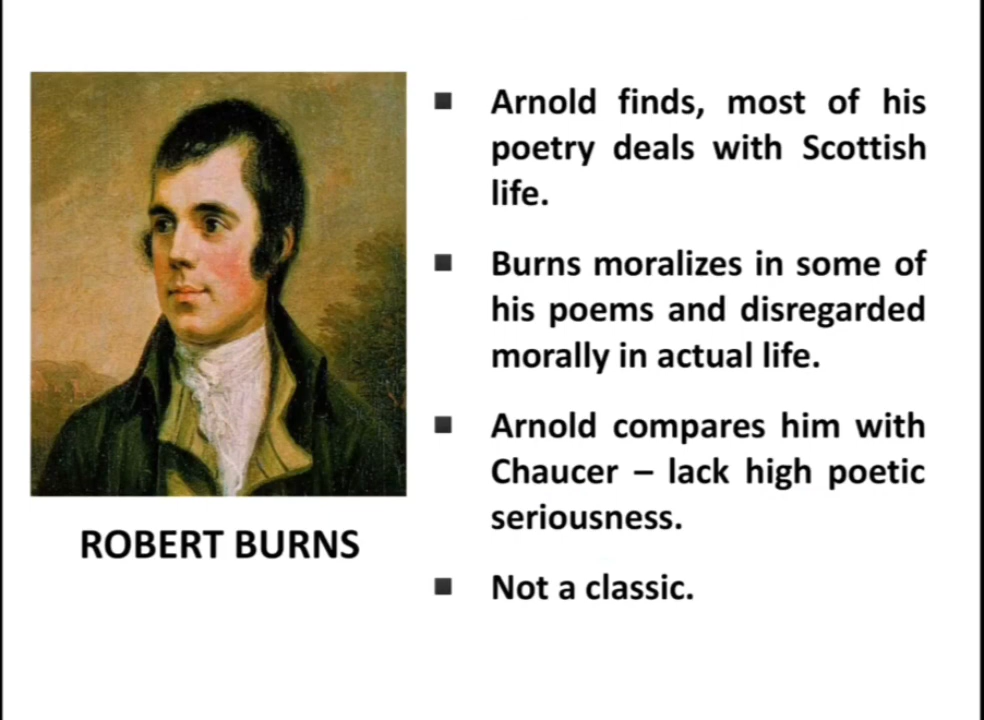 Arnold finds, most of his
poetry deals with Scottish
life.
Burns moralizes in some of
his poems and disregarded
morally in actual life.
Arnold compares him with
Chaucer – lack high poetic
seriousness.
Not a classic.
ROBERT BURNS